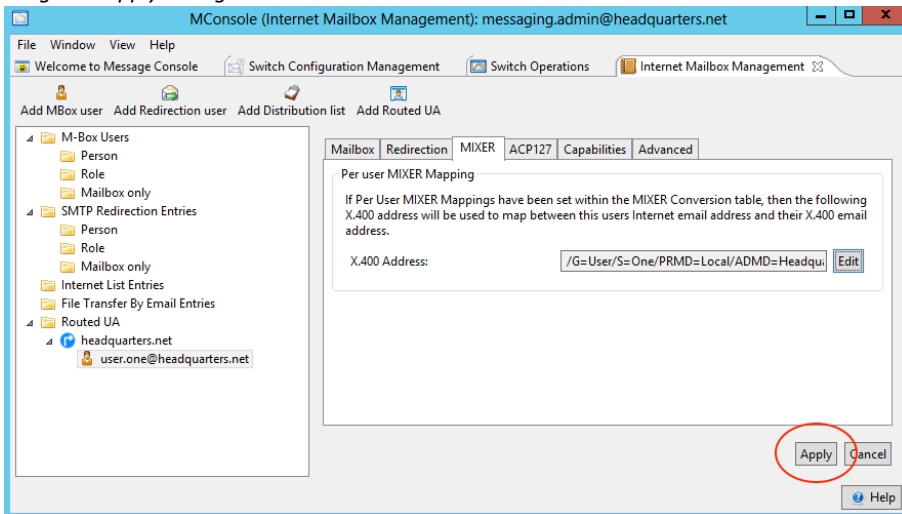 MConsole (Internet Mailbox Management): messaging.admin@headquarters.net
File Window View Help
Welcome to Message Console Switch Configuration Management Switch Operations Internet Mailbox Management
Add MBox user Add Redirection user Add Distribution list Add Routed UA
M-Box Users
Person
Role
Mailbox only
SMTP Redirection Entries
Person
Role
Mailbox only
Internet List Entries
File Transfer By Email Entries
Routed UA
headquarters.net
user.one@headquarters.net
Mailbox Redirection MIXER ACP127 Capabilities Advanced
Per user MIXER Mapping
If Per User MIXER Mappings have been set within the MIXER Conversion table, then the following
X.400 address will be used to map between this users Internet email address and their X.400 email
address.
X.400 Address: /G=User/S=One/PRMD=Local/ADMD=Headqua Edit
Apply Cancel
Help